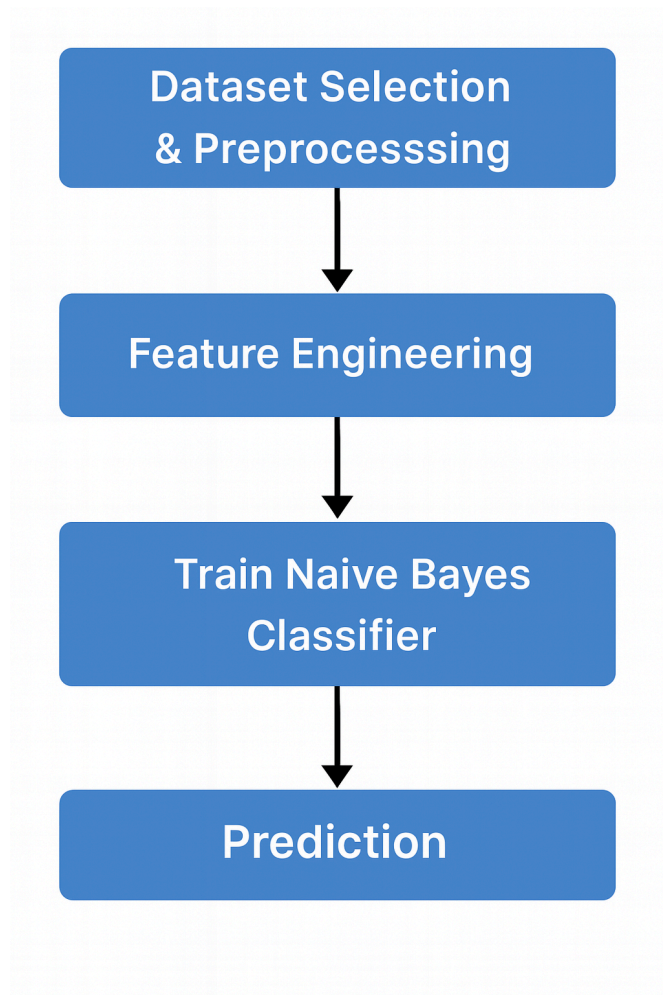 Dataset Selection
& Preprocesssing
Feature Engineering
Train Naive Bayes
Classifier
Prediction